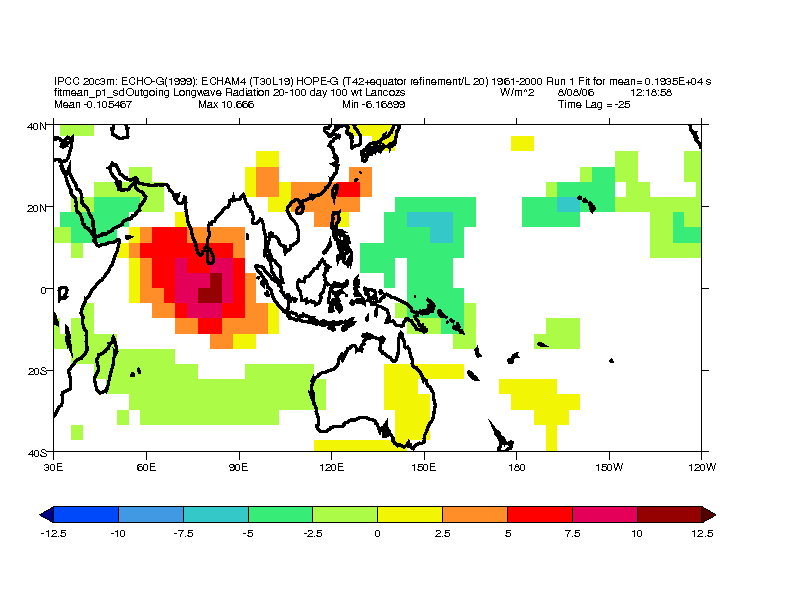 IPCC 20c3m: ECHO-G(1999): ECHAM4 (T30L19) HOPE-G (T42+equator refinement/L 20) 1961-2000 Run 1 Fit for mean= 0.1935E+04 s
fitmean_p1_sdOutgoing Longwave Radiation 20-100 day 100 wt Lanczos W/m^2 8/08/06 12:18:58
Mean -0.105467 Max 10.666 Min -6.16899 Time Lag = -25
40N
20N
0
20S
40S
30E 60E 90E 120E 150E 180 150W 120W
-12.5 -10 -7.5 -5 -2.5 0 2.5 5 7.5 10 12.5